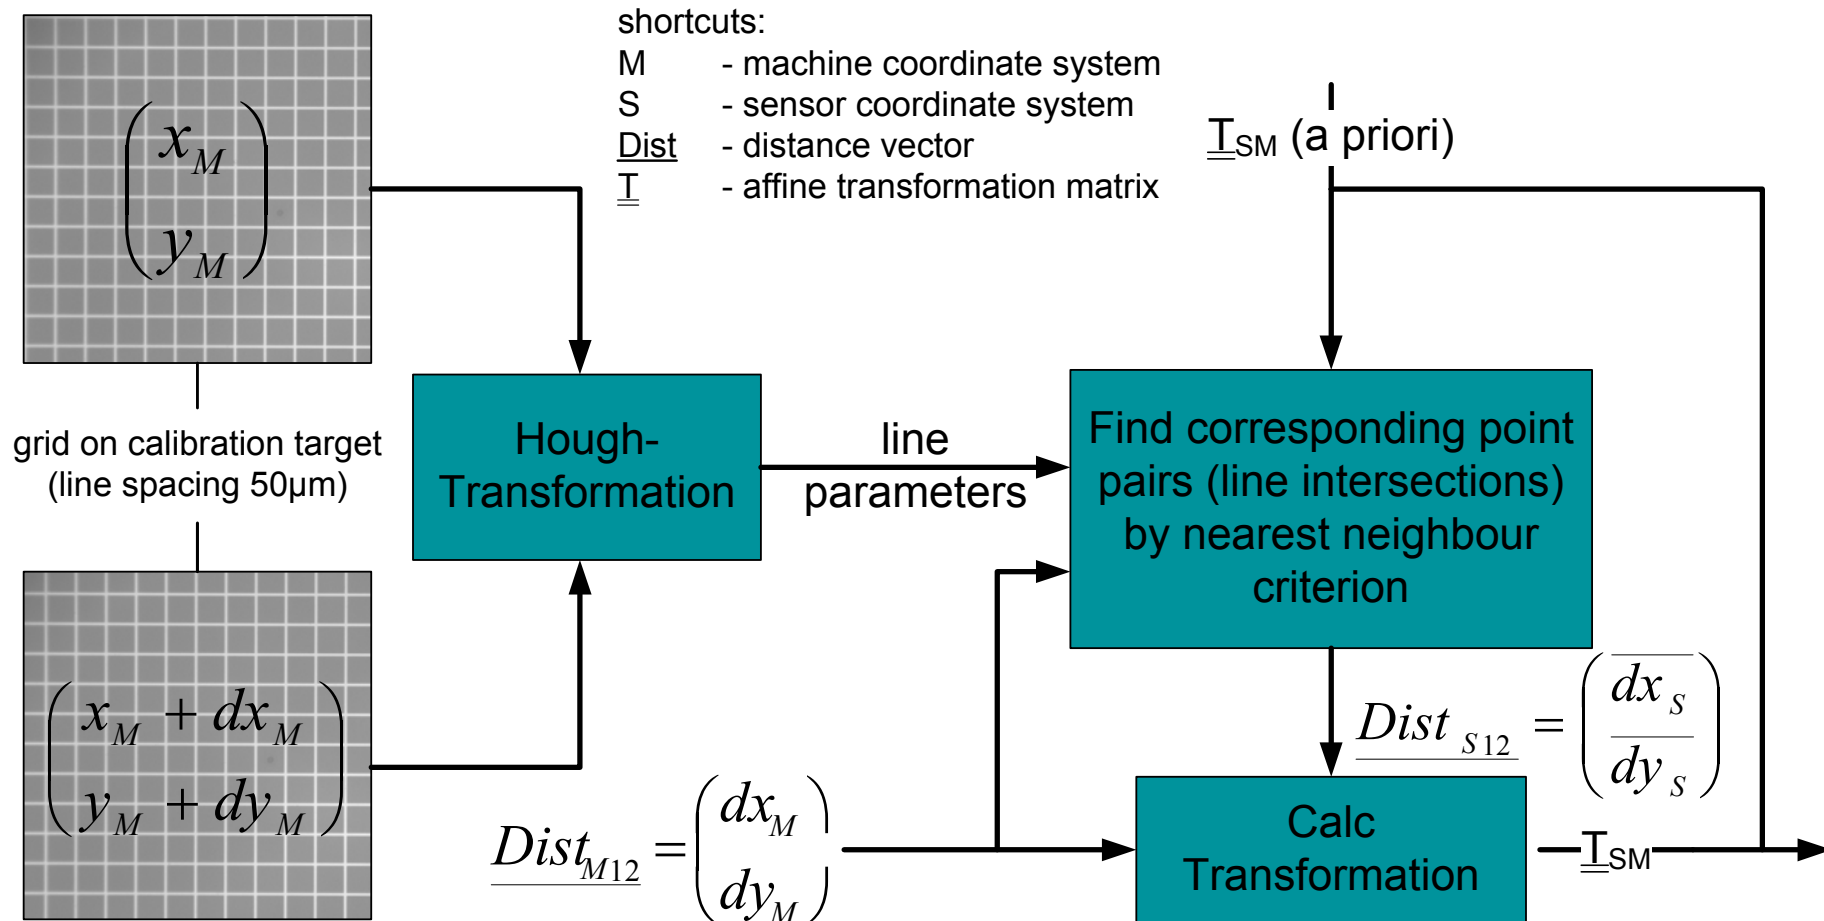 shortcuts:
M - machine coordinate system
S - sensor coordinate system
Dist - distance vector
T - affine transformation matrix
x_M
y_M
T_SM (a priori)
grid on calibration target
(line spacing 50µm)
Hough-
Transformation
line
parameters
Find corresponding point
pairs (line intersections)
by nearest neighbour
criterion
x_M + dx_M
y_M + dy_M
Dist_S12 = (dx_S
dy_S)
Dist_M12 = (dx_M
dy_M)
Calc
Transformation
T_SM